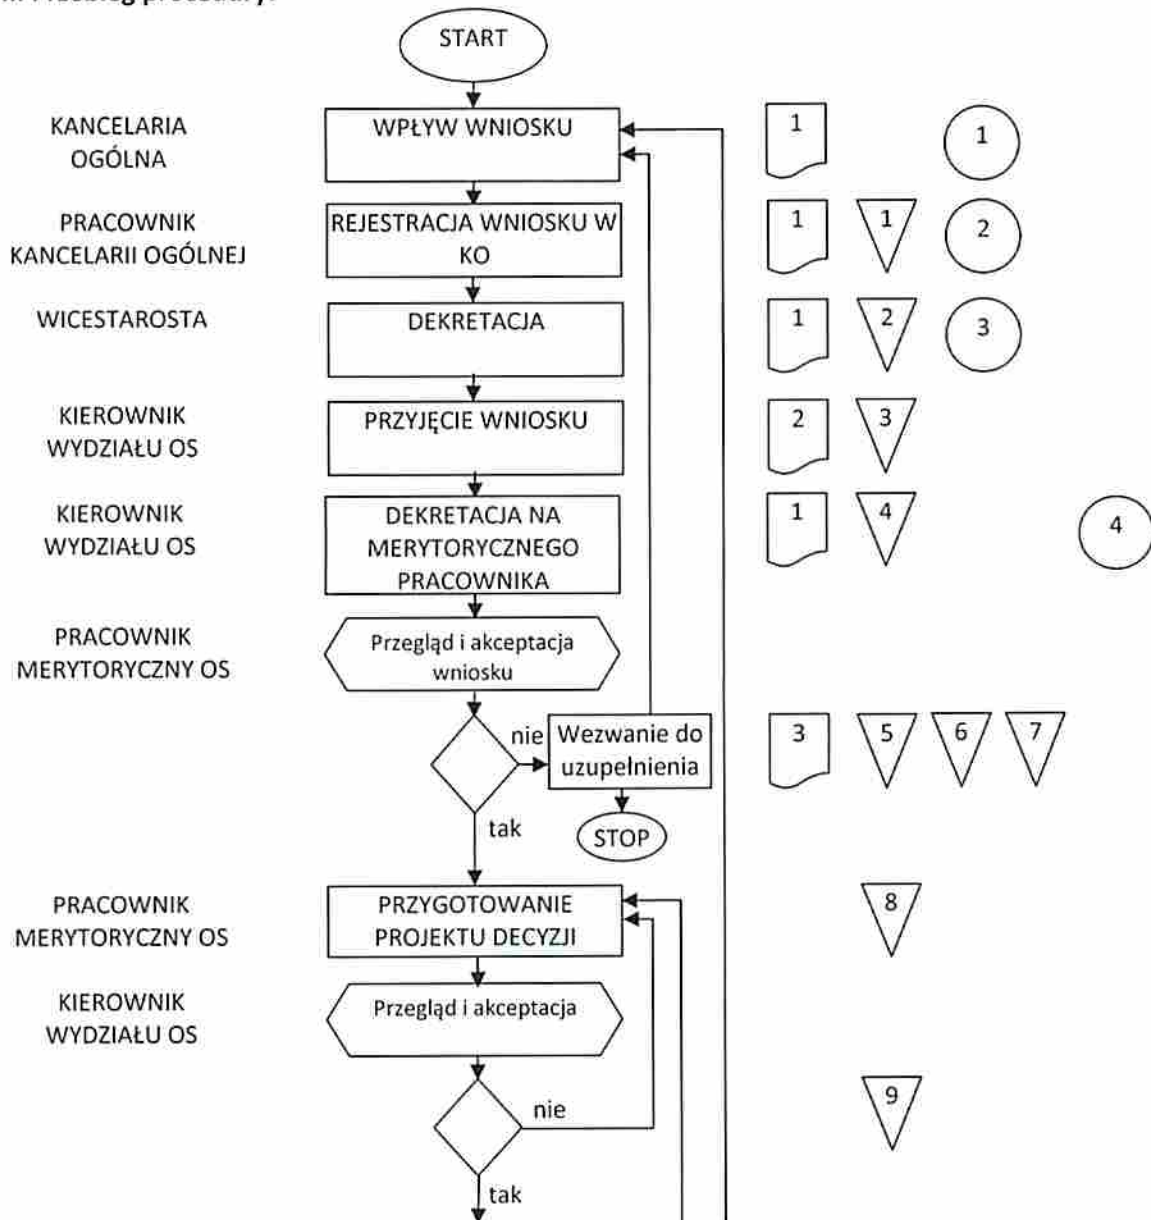 START
KANCELARIA
OGÓLNA
WPŁYW WNIOSKU
1
1
PRACOWNIK
KANCELARII OGÓLNEJ
REJESTRACJA WNIOSKU W
KO
1
1
2
WICESTAROSTA
DEKRETACJA
1
2
3
KIEROWNIK
WYDZIAŁU OS
PRZYJĘCIE WNIOSKU
2
3
KIEROWNIK
WYDZIAŁU OS
DEKRETACJA NA
MERYTORYCZNEGO
PRACOWNIKA
1
4
4
PRACOWNIK
MERYTORYCZNY OS
Przegląd i akceptacja
wniosku
nie
Wezwanie do
uzupełnienia
3
5
6
7
tak
STOP
PRACOWNIK
MERYTORYCZNY OS
PRZYGOTOWANIE
PROJEKTU DECYZJI
8
KIEROWNIK
WYDZIAŁU OS
Przegląd i akceptacja
nie
9
tak